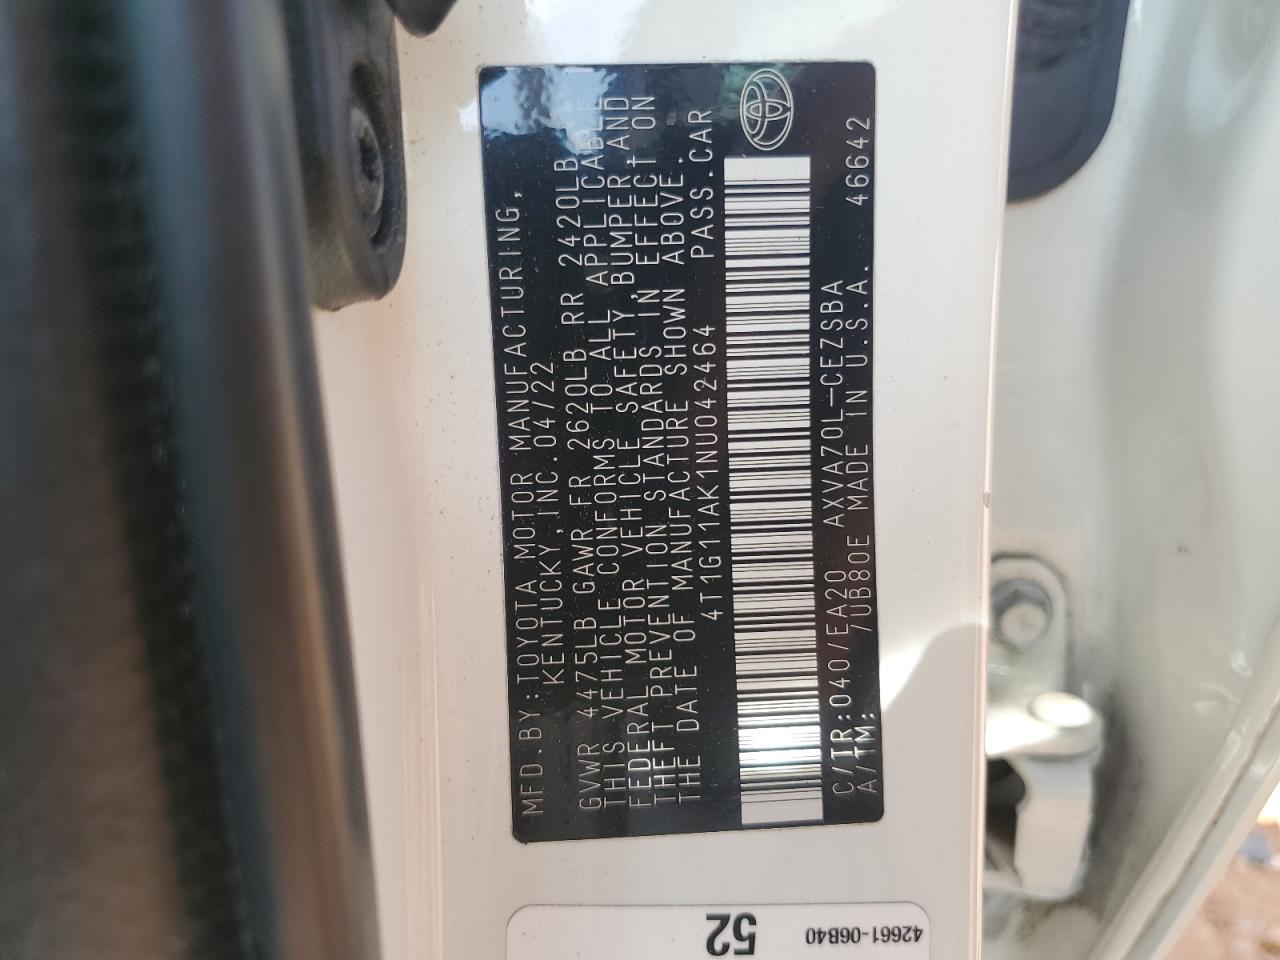 MFD.BY:TOYOTA MOTOR MANUFACTURING,
KENTUCKY,INC.04/22
GVWR 4475LB GAWR FR 2620LB RR 2420LB
THIS VEHICLE CONFORMS TO ALL APPLICABLE
FEDERAL MOTOR VEHICLE SAFETY,BUMPER,AND
THEFT PREVENTION STANDARDS IN EFFECT ON
THE DATE OF MANUFACTURE SHOWN ABOVE.
4T1G11AK1NU042464 PASS.CAR
C/TR:040/EA20 AXVA70L-CEZSBA 46642
A/TM: /UB80E MADE IN U.S.A.
52
42661-06B40